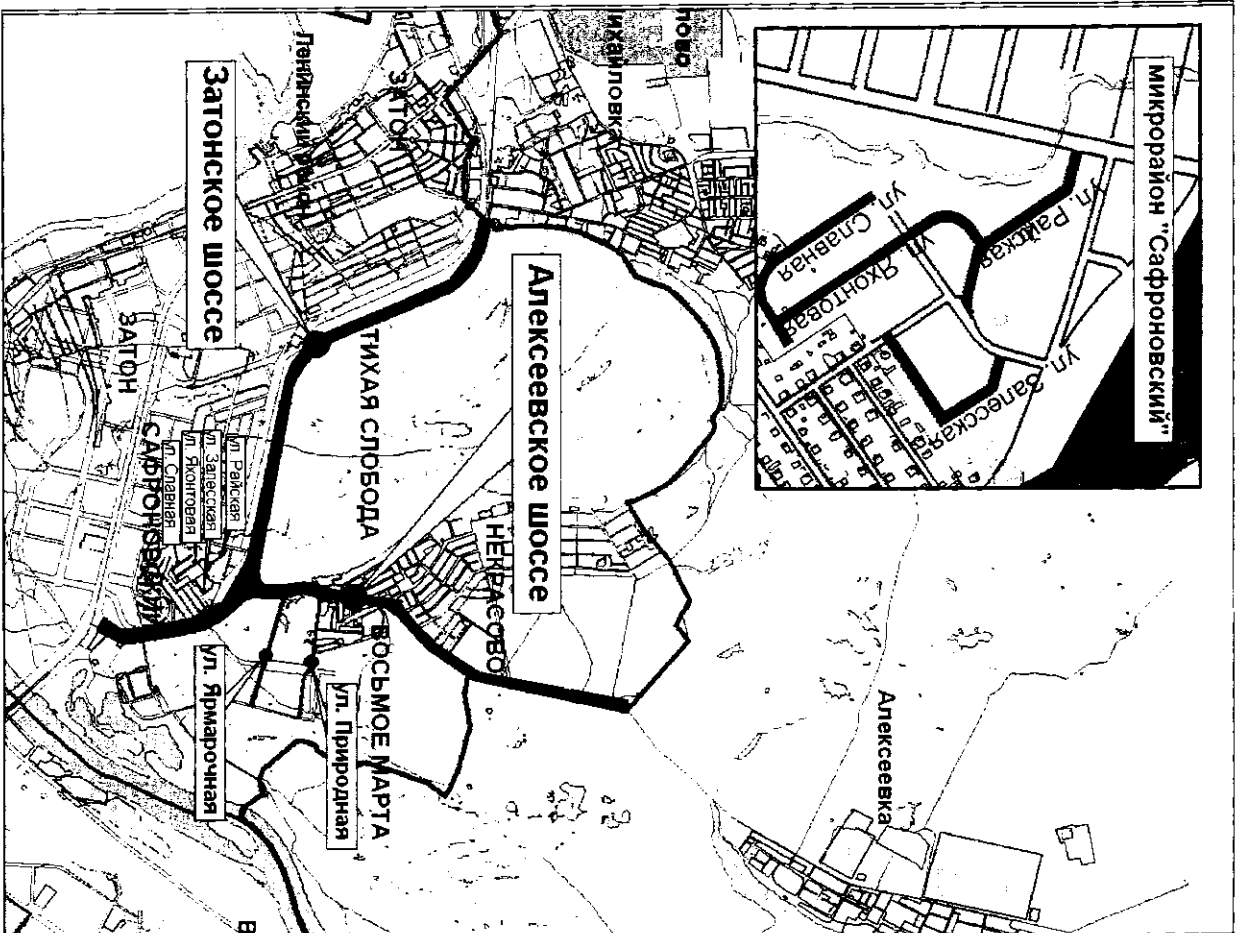 микрорайон "Сафроновский"
ул. Райская
ул. Залесская
ул. Яхонтовая
ул. Славная
Алексеевка
Алексеевское шоссе
НЕКРАСОВО
ТИХАЯ СЛОБОДА
ВОСЬМОЕ МАРТА
ул. Природная
ул. Ярмарочная
ЗАТОН
Ленинский район
Затонское шоссе
ЗАТОН
САФРОНОВСКИЙ
ул. Райская
ул. Залесская
ул. Яхонтовая
ул. Славная